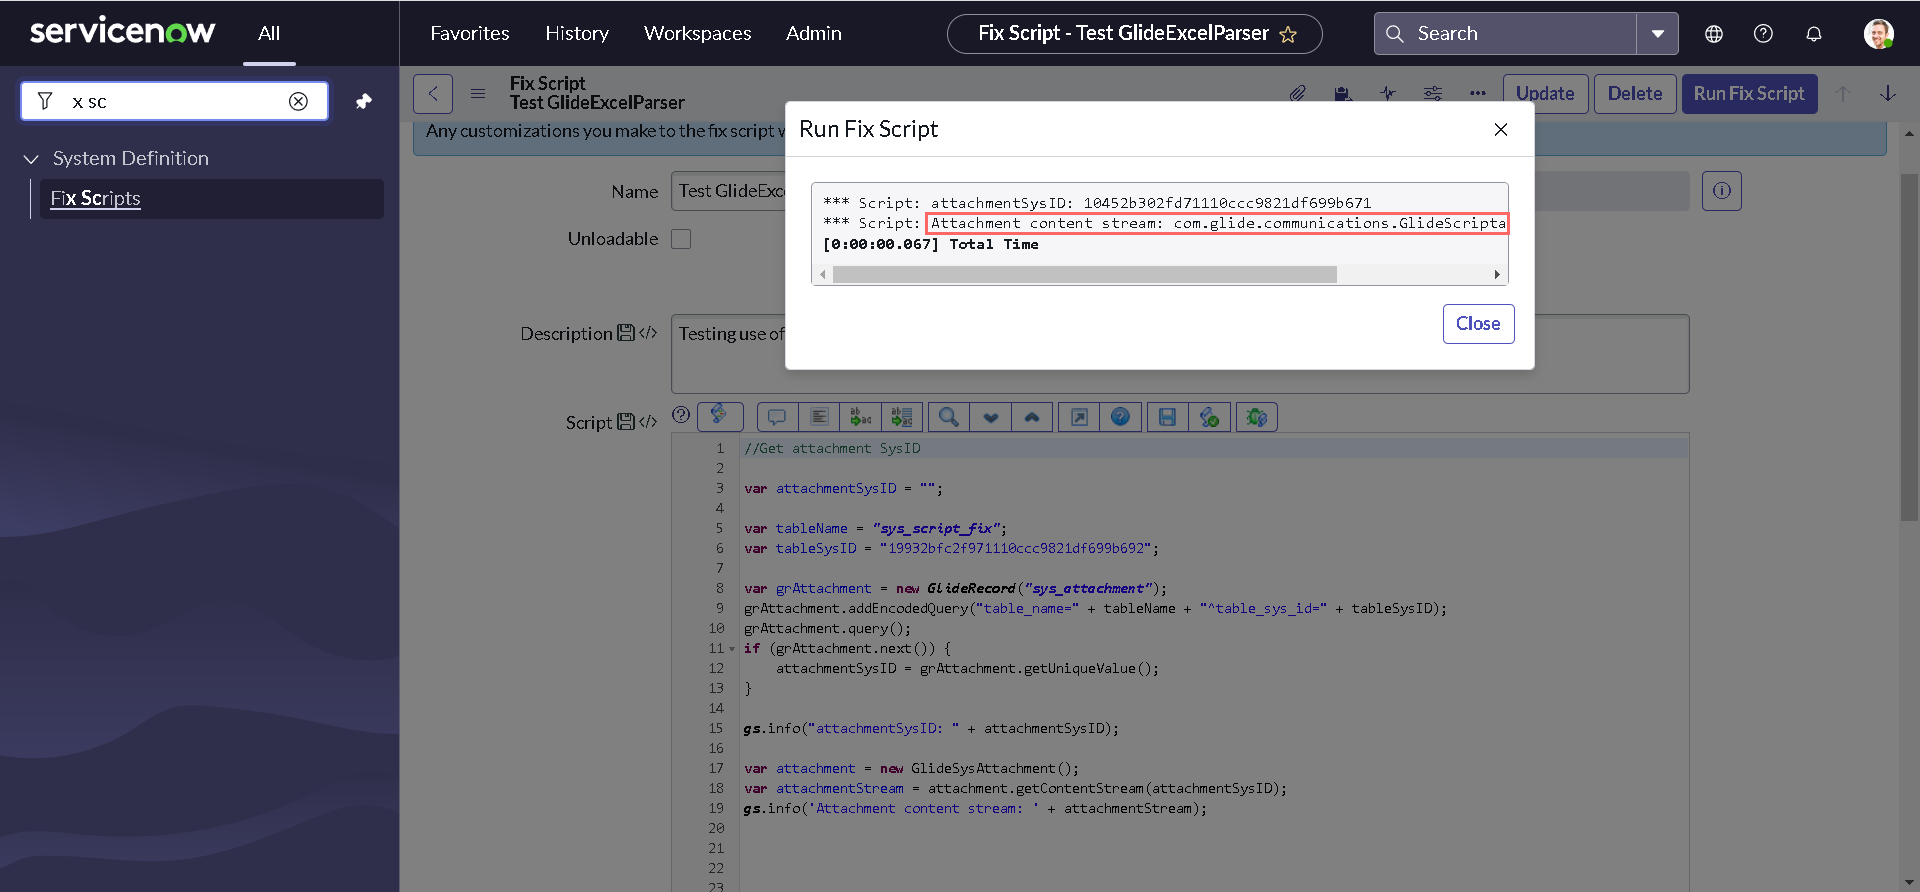 servicenow
All
Favorites
History
Workspaces
Admin
Fix Script - Test GlideExcelParser
Search
x sc
System Definition
Fix Scripts
Fix Script
Test GlideExcelParser
Update
Delete
Run Fix Script
Any customizations you make to the fix script
Run Fix Script
*** Script: attachmentSysID: 10452b302fd71110ccc9821df699b671
*** Script: Attachment content stream: com.glide.communications.GlideScripta
[0:00:00.067] Total Time
Close
Name
Test GlideExc
Unloadable
Description </>
Testing use of
Script </>
1 //Get attachment SysID
2
3 var attachmentSysID = "";
4
5 var tableName = "sys_script_fix";
6 var tableSysID = "19932bfc2f971110ccc9821df699b692";
7
8 var grAttachment = new GlideRecord("sys_attachment");
9 grAttachment.addEncodedQuery("table_name=" + tableName + "^table_sys_id=" + tableSysID);
10 grAttachment.query();
11 if (grAttachment.next()) {
12 attachmentSysID = grAttachment.getUniqueValue();
13 }
14
15 gs.info("attachmentSysID: " + attachmentSysID);
16
17 var attachment = new GlideSysAttachment();
18 var attachmentStream = attachment.getContentStream(attachmentSysID);
19 gs.info('Attachment content stream: ' + attachmentStream);
20
21
22
23